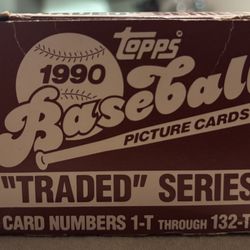 Topps®
1990
Baseball
PICTURE CARDS
"TRADED" SERIES
CARD NUMBERS 1-T THROUGH 132-T